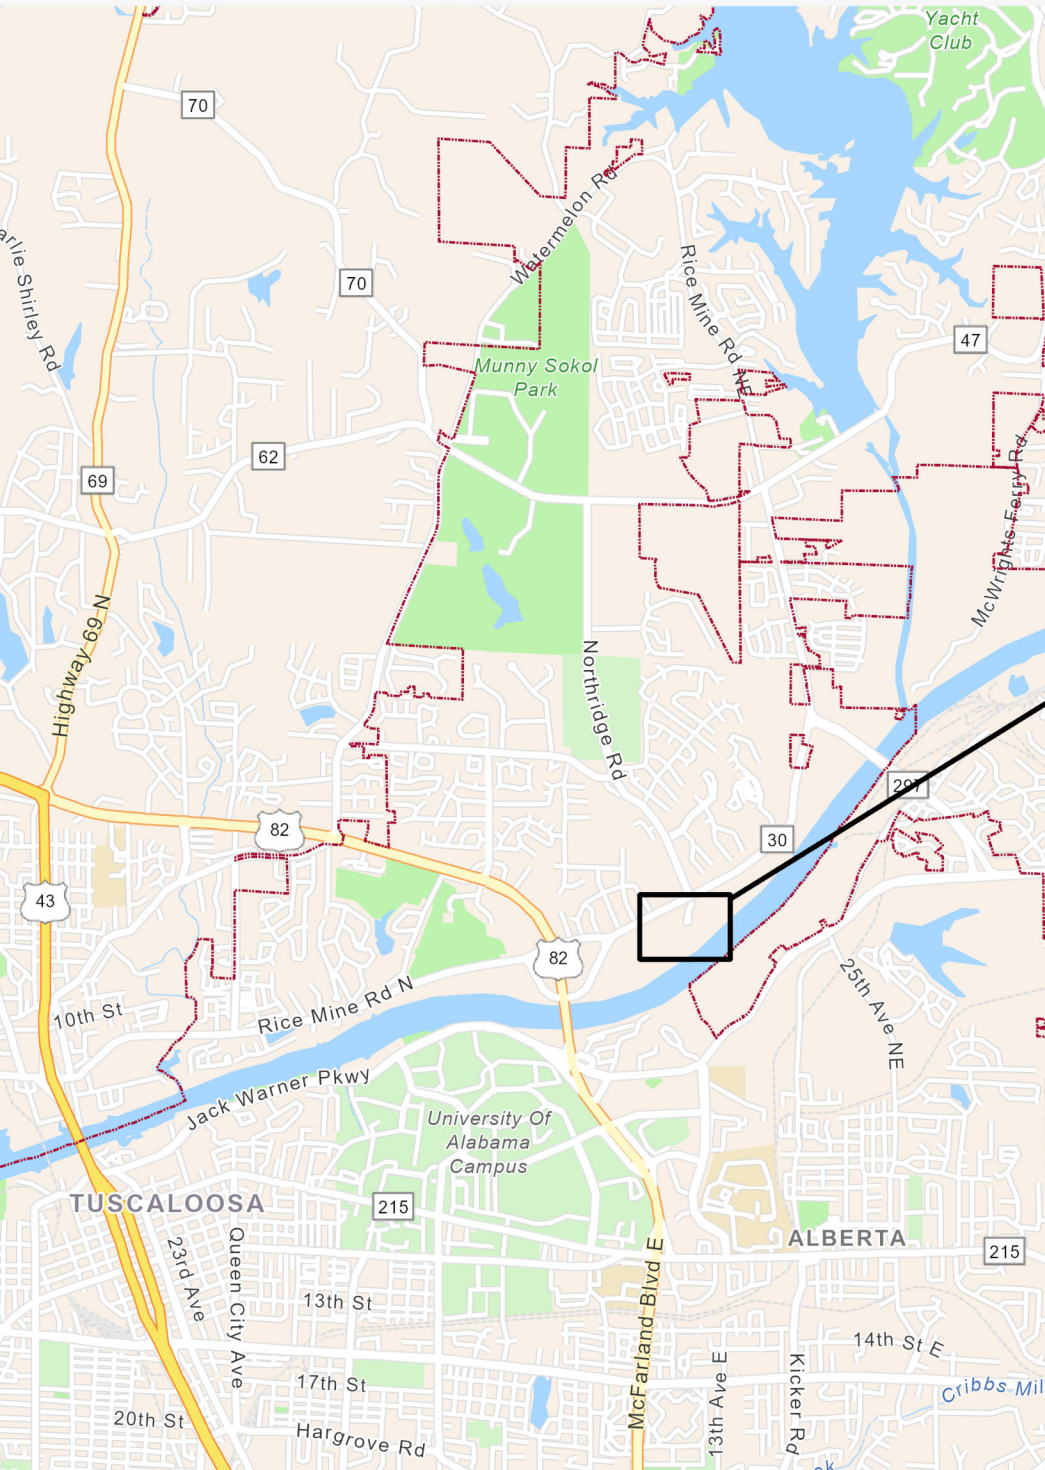 Yacht
Club
70
Watermelon Rd
arlie Shirley Rd
70
Rice Mine Rd NE
47
Munny Sokol
Park
62
69
McWrights Ferry Rd
Highway 69 N
Northridge Rd
297
82
30
43
82
25th Ave NE
10th St
Rice Mine Rd N
Jack Warner Pkwy
University Of
Alabama
Campus
TUSCALOOSA
215
ALBERTA
215
23rd Ave
Queen City Ave
McFarland Blvd E
13th St
14th St E
13th Ave E
Kicker Rd
17th St
Cribbs Mil
20th St
Hargrove Rd
ek